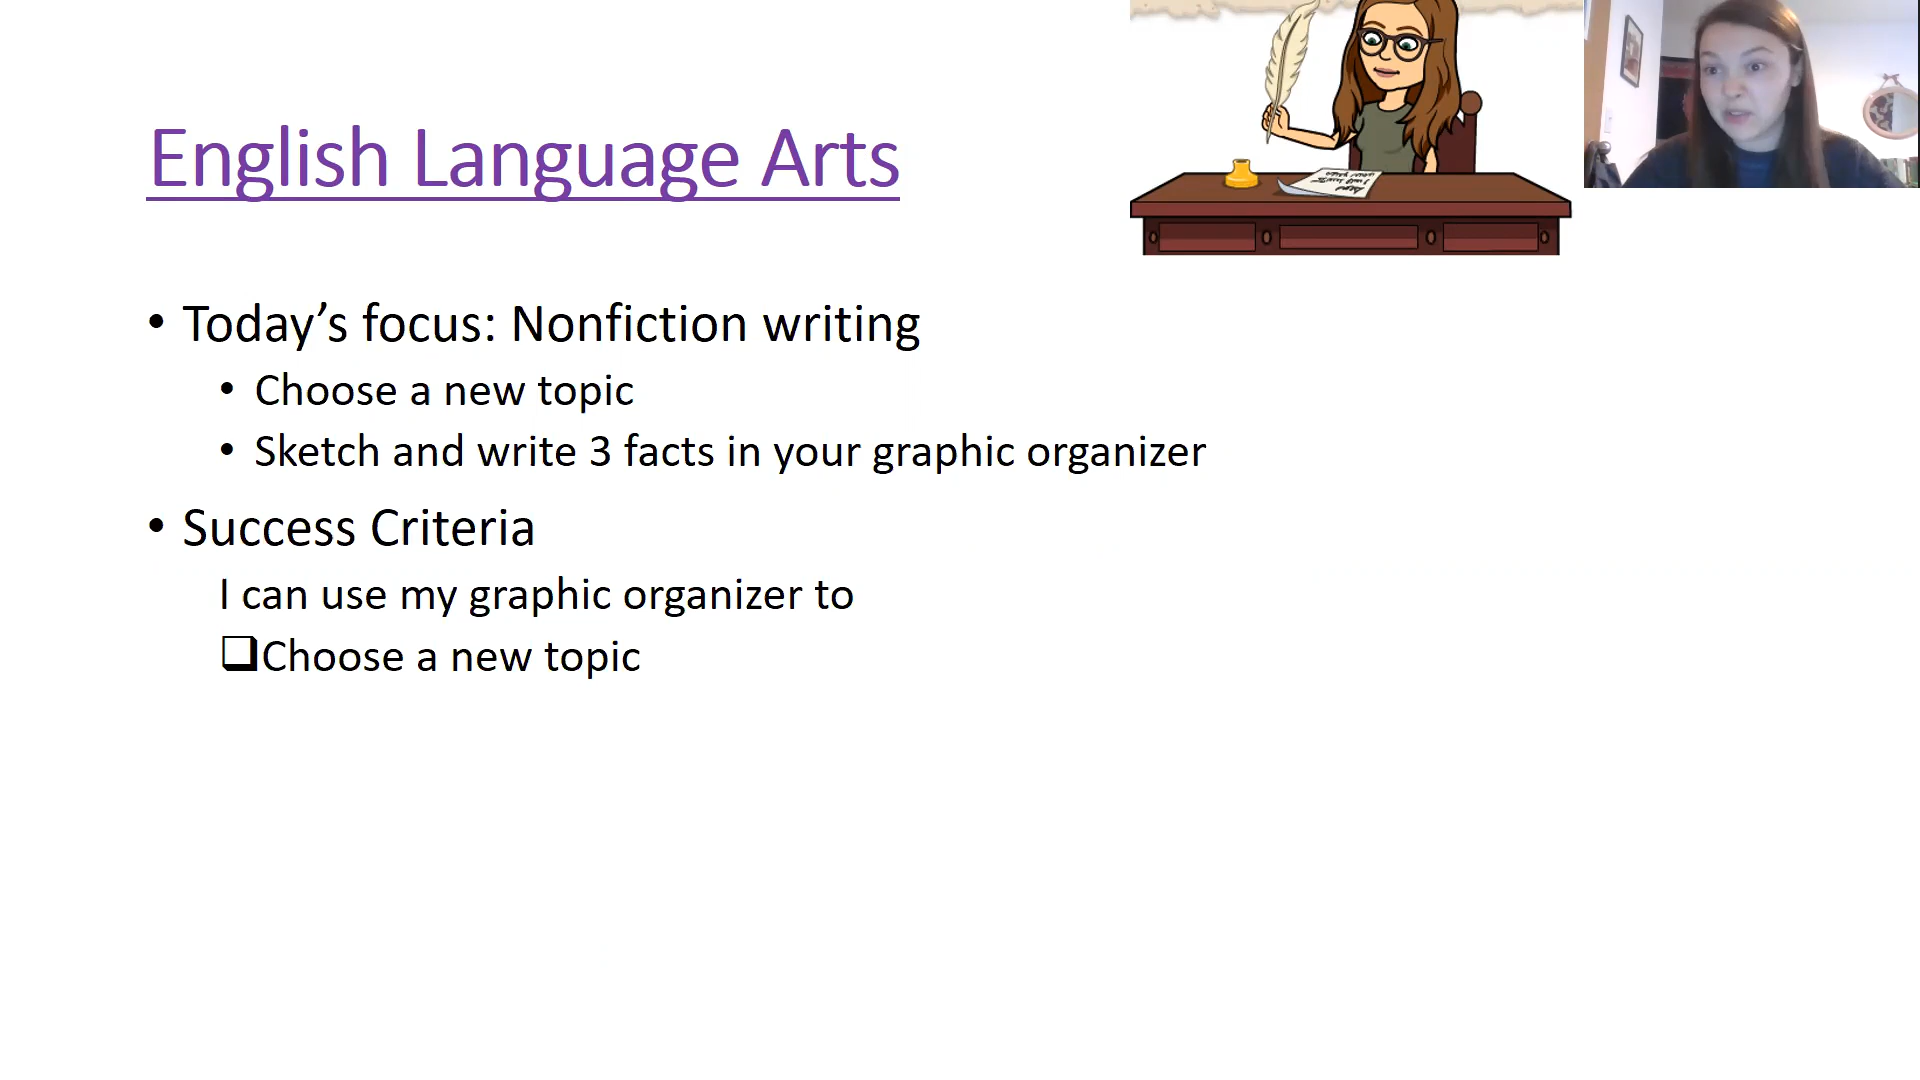 English Language Arts
• Today’s focus: Nonfiction writing
• Choose a new topic
• Sketch and write 3 facts in your graphic organizer
• Success Criteria
I can use my graphic organizer to
❑Choose a new topic